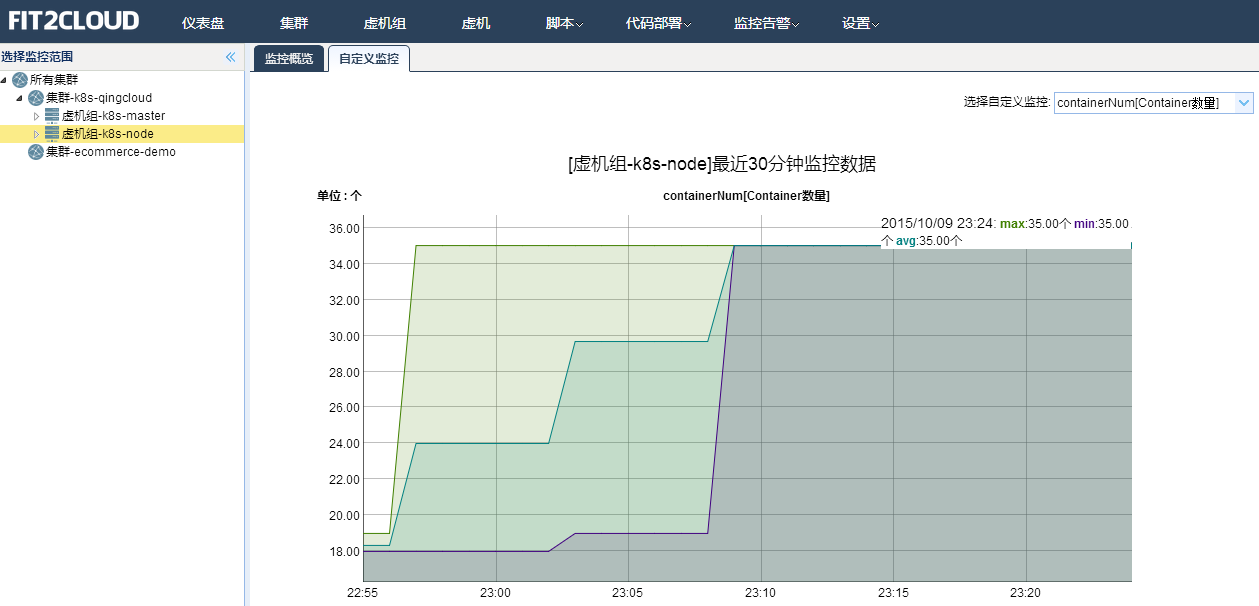 FIT2CLOUD
仪表盘 集群 虚机组 虚机 脚本 代码部署 监控告警 设置
选择监控范围
监控概览 自定义监控
所有集群
集群-k8s-qingcloud
虚机组-k8s-master
虚机组-k8s-node
集群-ecommerce-demo
选择自定义监控: containerNum[Container数量]
[虚机组-k8s-node]最近30分钟监控数据
单位 : 个
containerNum[Container数量]
2015/10/09 23:24: max:35.00个 min:35.00
个 avg:35.00个
36.00
34.00
32.00
30.00
28.00
26.00
24.00
22.00
20.00
18.00
22:55 23:00 23:05 23:10 23:15 23:20